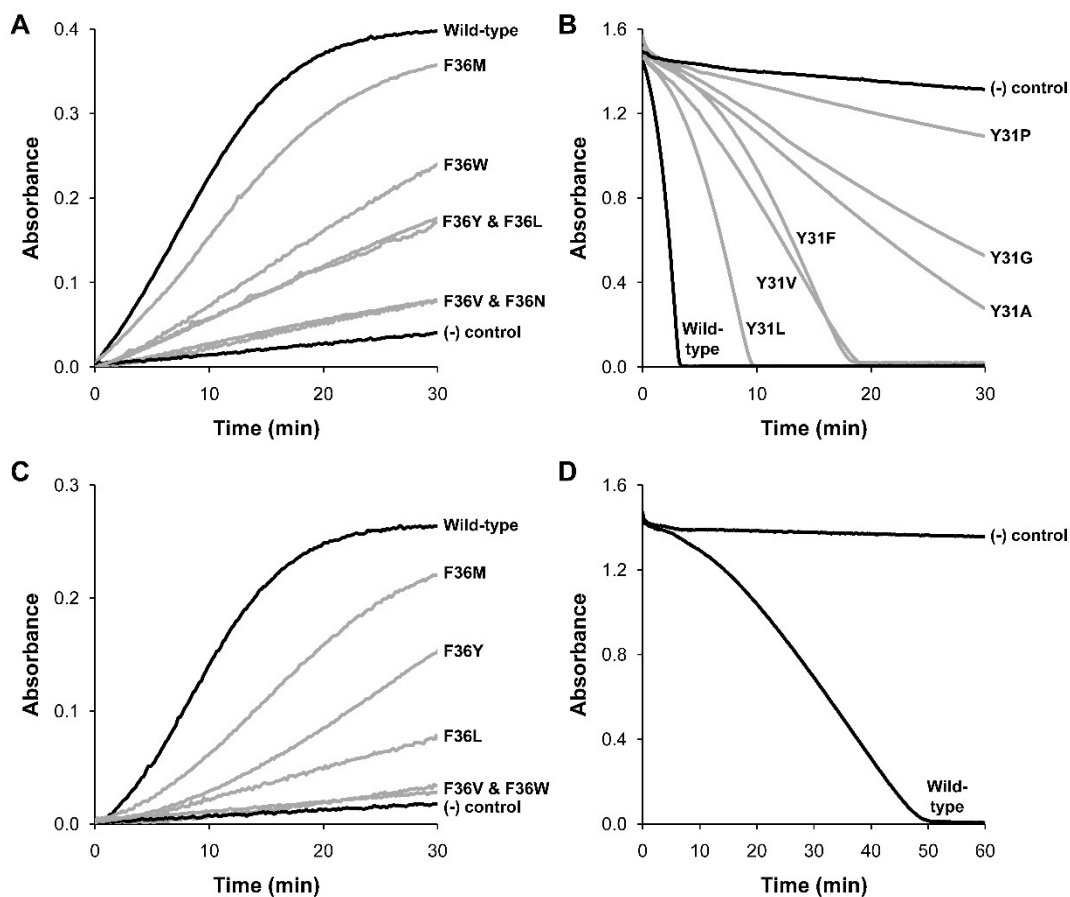 A
0.4
0.3
0.2
0.1
0.0
Absorbance
0
10
20
30
Time (min)
Wild-type
F36M
F36W
F36Y & F36L
F36V & F36N
(-) control
B
1.6
1.2
0.8
0.4
0.0
Absorbance
0
10
20
30
Time (min)
(-) control
Y31P
Y31G
Y31A
Y31F
Y31V
Y31L
Wild-
type
C
0.3
0.2
0.1
0.0
Absorbance
0
10
20
30
Time (min)
Wild-type
F36M
F36Y
F36L
F36V & F36W
(-) control
D
1.6
1.2
0.8
0.4
0.0
Absorbance
0
10
20
30
40
50
60
Time (min)
(-) control
Wild-
type